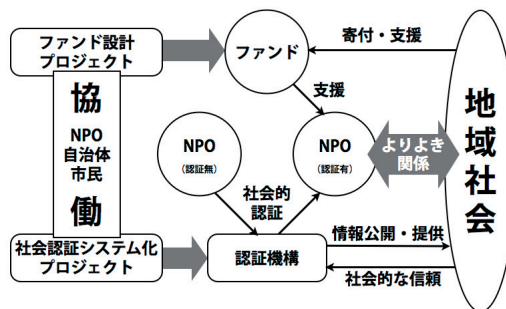 ファンド設計
プロジェクト
ファンド
寄付・支援
支援
協
NPO
自治体
市民
働
NPO
(認証無)
NPO
(認証有)
よりよき
関係
地域社会
社会的
認証
社会認証システム化
プロジェクト
認証機構
情報公開・提供
社会的な信頼